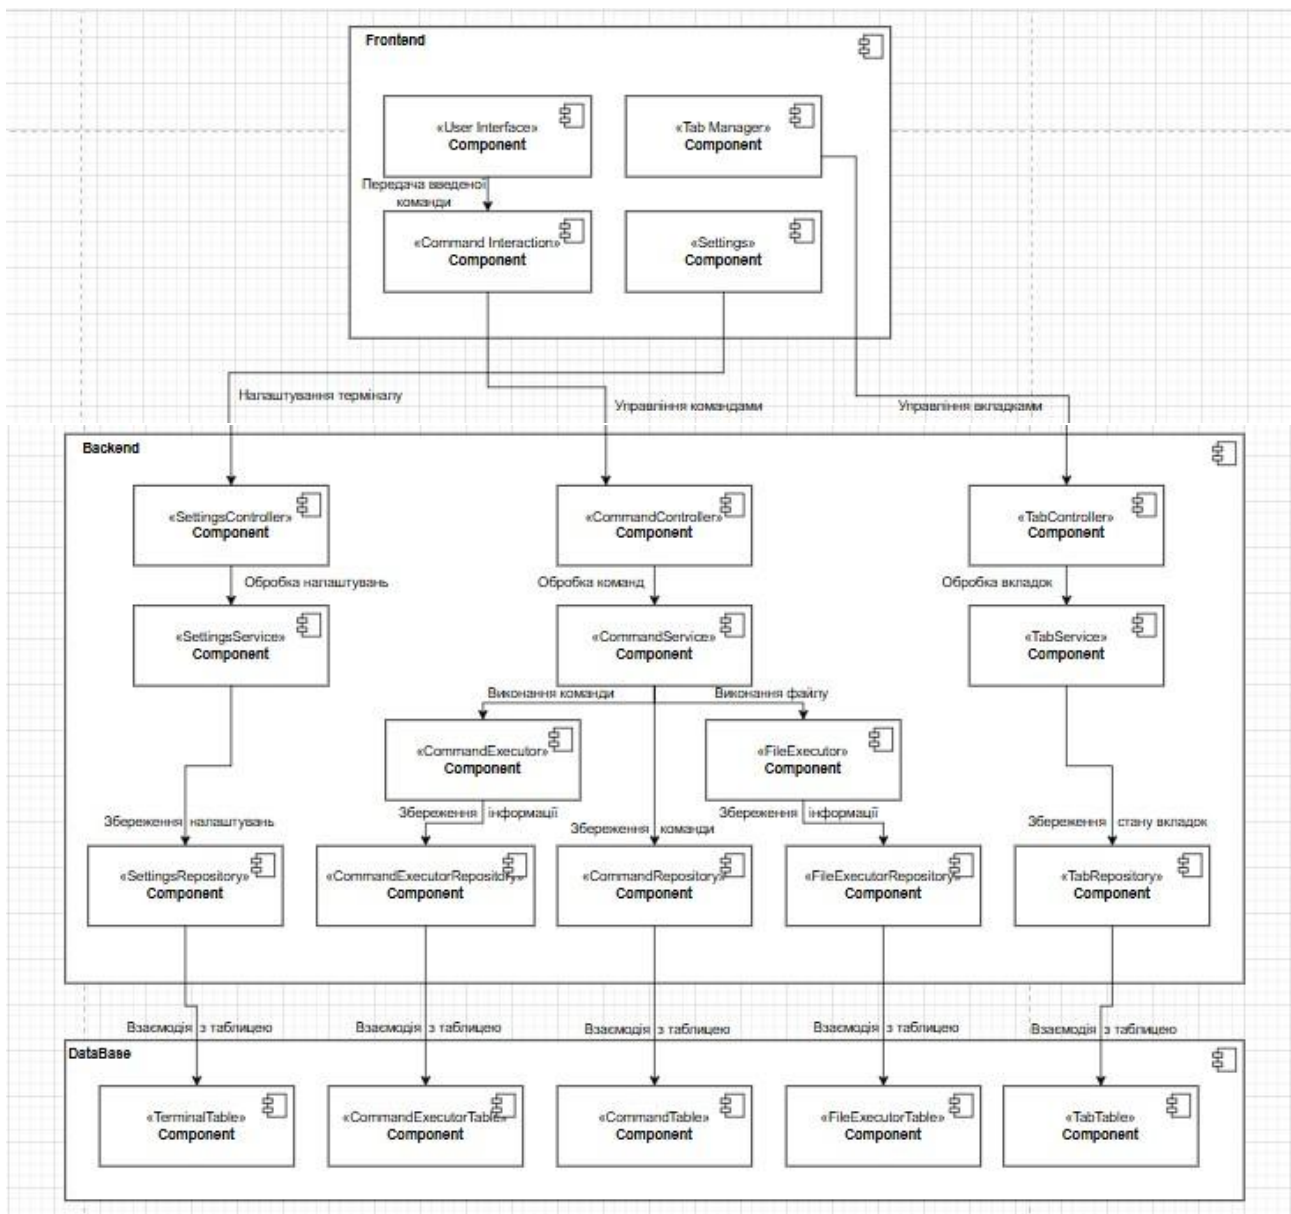 Frontend
«User Interface»
Component
«Tab Manager»
Component
Передача введеної
команди
«Command Interaction»
Component
«Settings»
Component
Налаштування терміналу
Управління командами
Управління вкладками
Backend
«SettingsController»
Component
«CommandController»
Component
«TabController»
Component
Обробка налаштувань
Обробка команд
Обробка вкладок
«SettingsService»
Component
«CommandService»
Component
«TabService»
Component
Виконання команди
Виконання файлу
«CommandExecutor»
Component
«FileExecutor»
Component
Збереження налаштувань
Збереження інформації
Збереження команди
Збереження інформації
Збереження стану вкладок
«SettingsRepository»
Component
«CommandExecutorRepository»
Component
«CommandRepository»
Component
«FileExecutorRepository»
Component
«TabRepository»
Component
Взаємодія з таблицею
Взаємодія з таблицею
Взаємодія з таблицею
Взаємодія з таблицею
Взаємодія з таблицею
DataBase
«TerminalTable»
Component
«CommandExecutorTable»
Component
«CommandTable»
Component
«FileExecutorTable»
Component
«TabTable»
Component